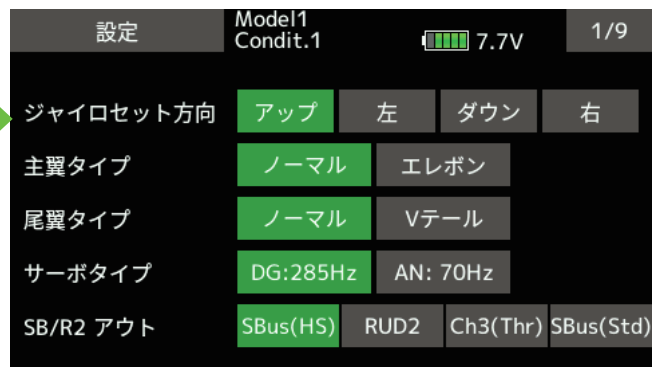 設定 Model1 Condit.1 7.7V 1/9
ジャイロセット方向 アップ 左 ダウン 右
主翼タイプ ノーマル エレボン
尾翼タイプ ノーマル Vテール
サーボタイプ DG:285Hz AN: 70Hz
SB/R2 アウト SBus(HS) RUD2 Ch3(Thr) SBus(Std)